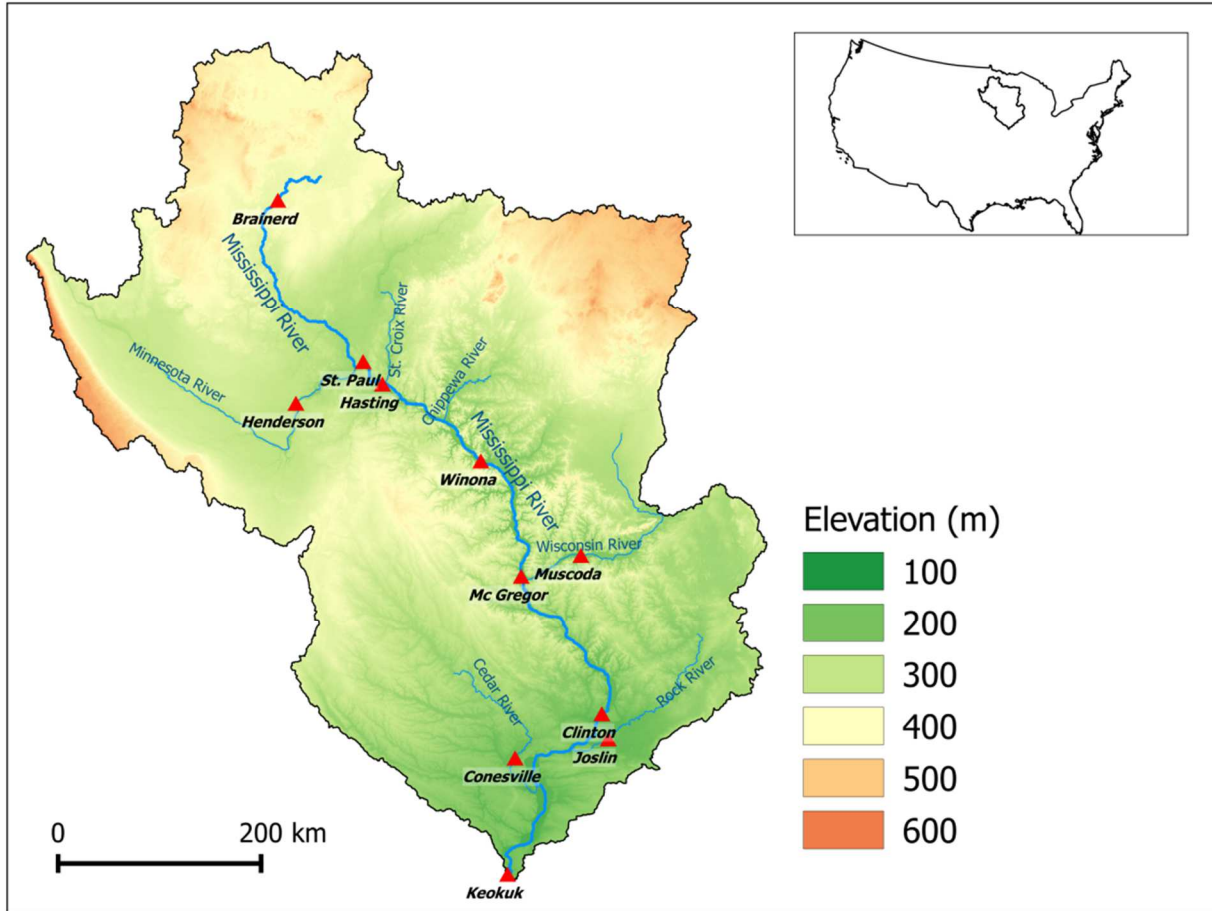 Brainerd
Mississippi River
St. Croix River
Minnesota River
St. Paul
Hasting
Henderson
Chippewa River
Mississippi River
Winona
Wisconsin River
Muscoda
Mc Gregor
Cedar River
Rock River
Clinton
Joslin
Conesville
Keokuk
0 200 km
Elevation (m)
100
200
300
400
500
600